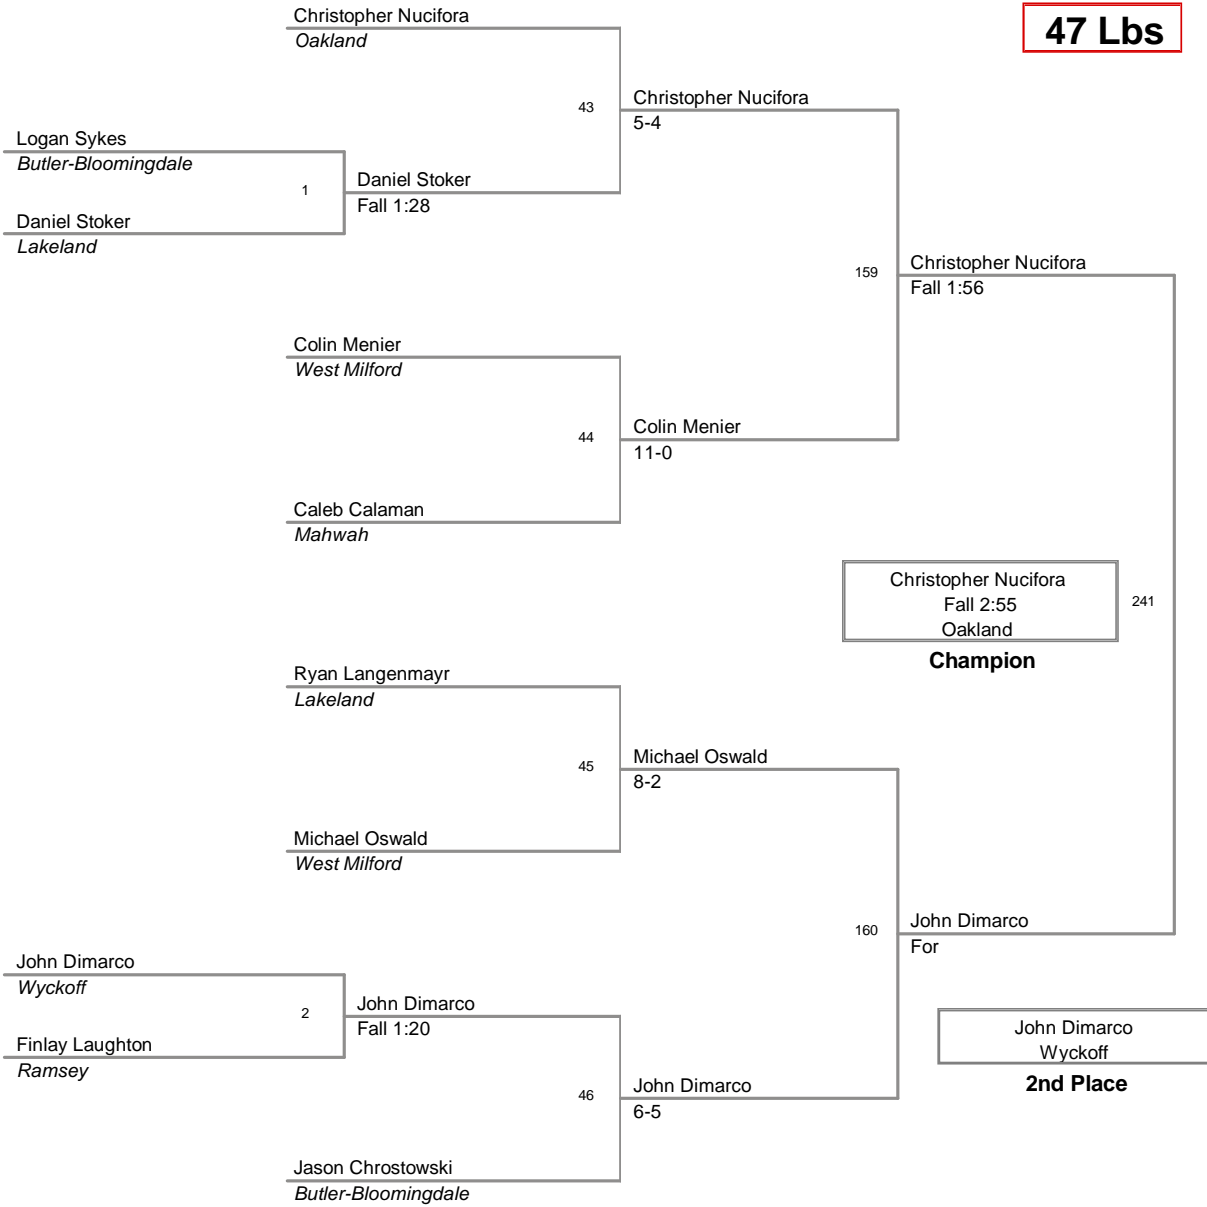 47 Lbs
Christopher Nucifora
Oakland
43
Christopher Nucifora
5-4
Logan Sykes
Butler-Bloomingdale
1
Daniel Stoker
Fall 1:28
Daniel Stoker
Lakeland
159
Christopher Nucifora
Fall 1:56
Colin Menier
West Milford
44
Colin Menier
11-0
Caleb Calaman
Mahwah
Christopher Nucifora
Fall 2:55
Oakland
Champion
241
Ryan Langenmayr
Lakeland
45
Michael Oswald
8-2
Michael Oswald
West Milford
160
John Dimarco
For
John Dimarco
Wyckoff
2
John Dimarco
Fall 1:20
Finlay Laughton
Ramsey
John Dimarco
Wyckoff
2nd Place
46
John Dimarco
6-5
Jason Chrostowski
Butler-Bloomingdale